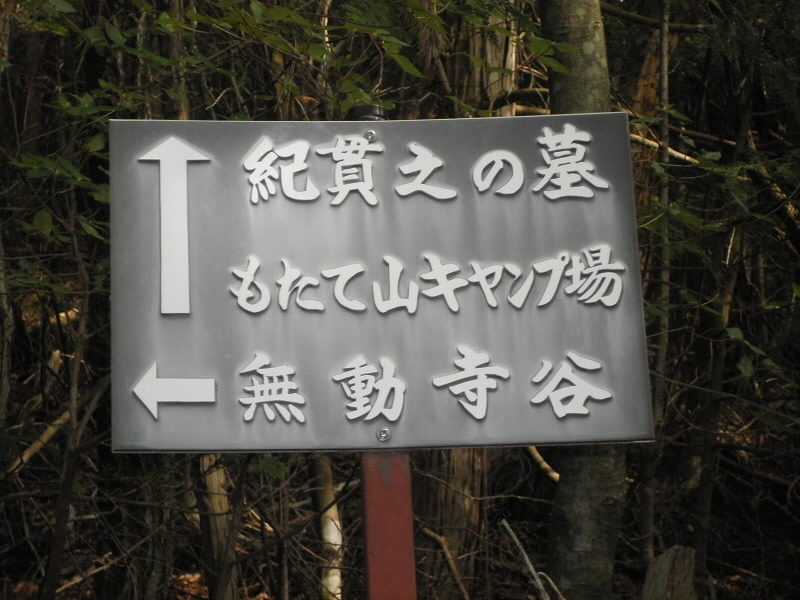 紀貫之の墓
もたて山キャンプ場
無動寺谷